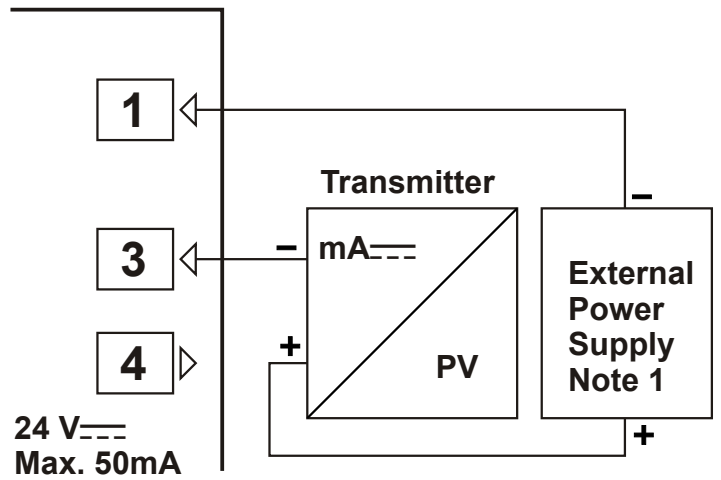 1
Transmitter
−
3
−
mA⎓
External
Power
Supply
Note 1
+
4
PV
24 V⎓
Max. 50mA
+